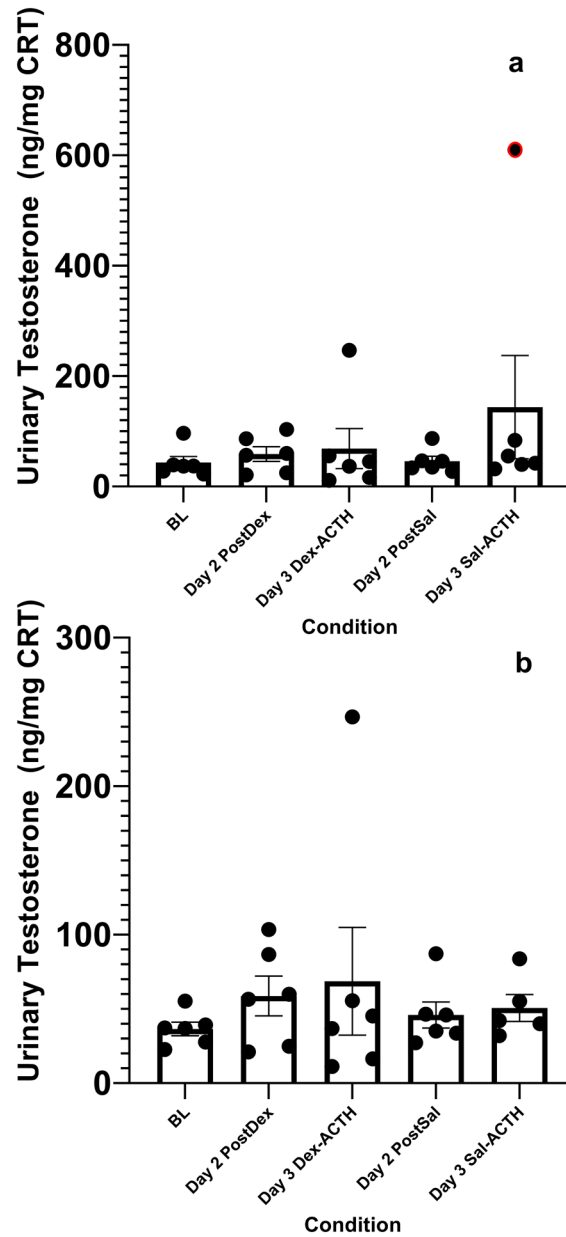 a
Urinary Testosterone (ng/mg CRT)
800
600
400
200
0
BL
Day 2 PostDex
Day 3 Dex-ACTH
Day 2 PostSal
Day 3 Sal-ACTH
Condition
b
Urinary Testosterone (ng/mg CRT)
300
200
100
0
BL
Day 2 PostDex
Day 3 Dex-ACTH
Day 2 PostSal
Day 3 Sal-ACTH
Condition